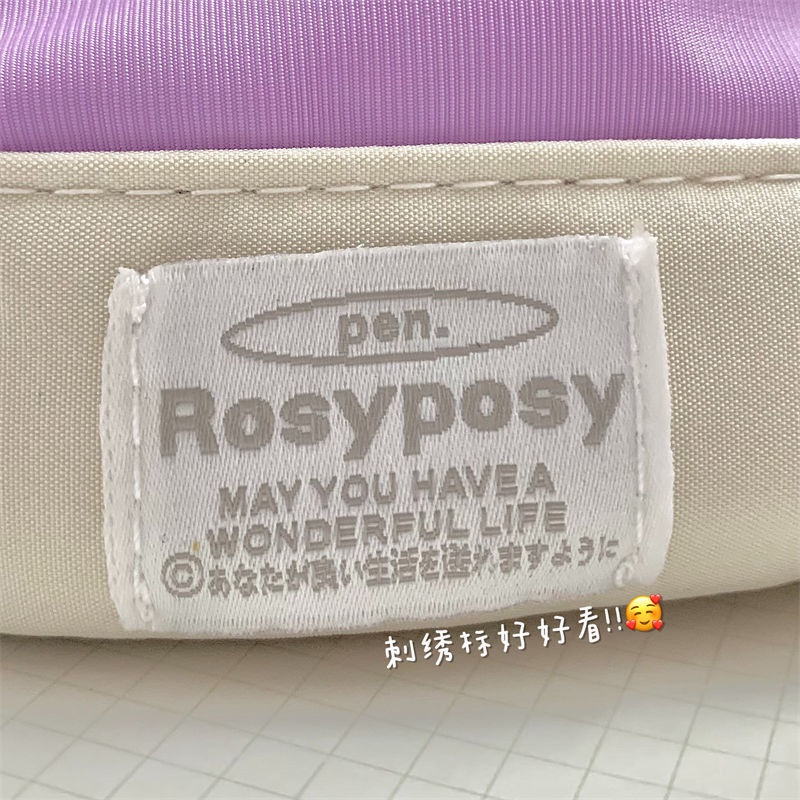 pen.
Rosyposy
MAY YOU HAVE A
WONDERFUL LIFE
©あなたが良い生活を送れますように
刺绣标好好看!!🥰